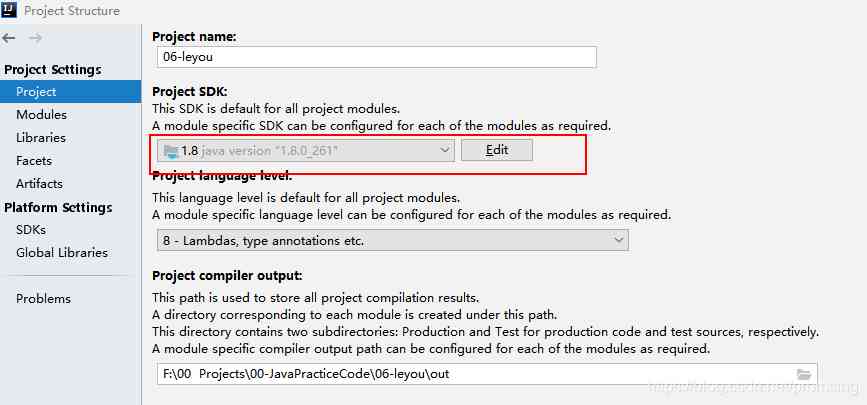 Project Structure
Project name:
06-leyou
Project Settings
Project
Modules
Libraries
Facets
Artifacts
Platform Settings
SDKs
Global Libraries
Problems
Project SDK:
This SDK is default for all project modules.
A module specific SDK can be configured for each of the modules as required.
1.8 java version "1.8.0_261"
Edit
Project language level:
This language level is default for all project modules.
A module specific language level can be configured for each of the modules as required.
8 - Lambdas, type annotations etc.
Project compiler output:
This path is used to store all project compilation results.
A directory corresponding to each module is created under this path.
This directory contains two subdirectories: Production and Test for production code and test sources, respectively.
A module specific compiler output path can be configured for each of the modules as required.
F:\00 Projects\00-JavaPracticeCode\06-leyou\out